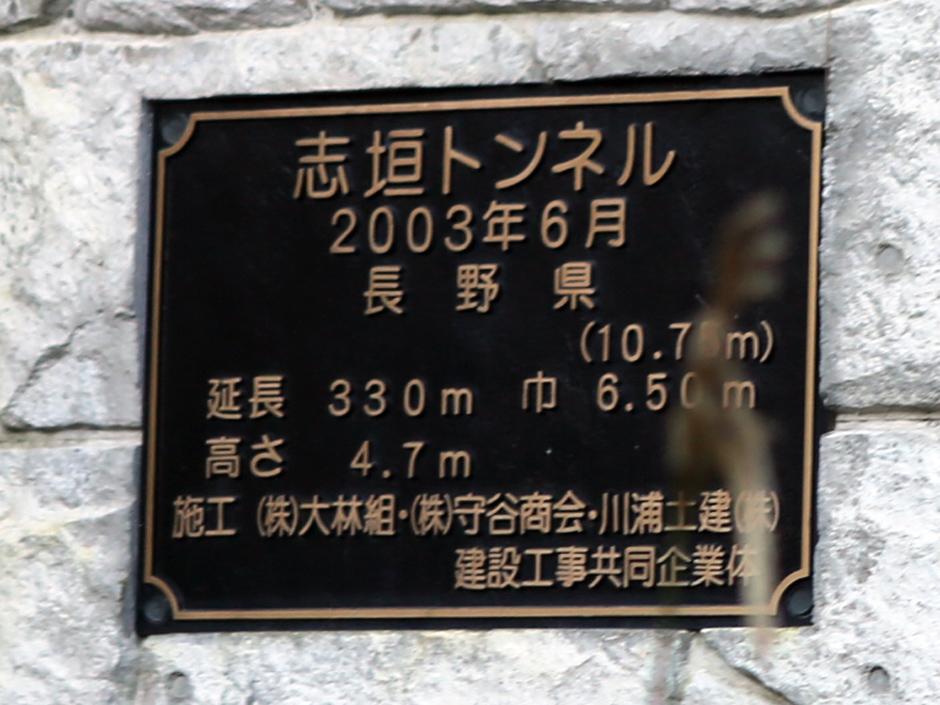 志垣トンネル
2003年6月
長野県
延長 330m 巾 6.50m
高さ 4.7m
施工 (株)大林組・(株)守谷商会・川浦土建(株)
建設工事共同企業体